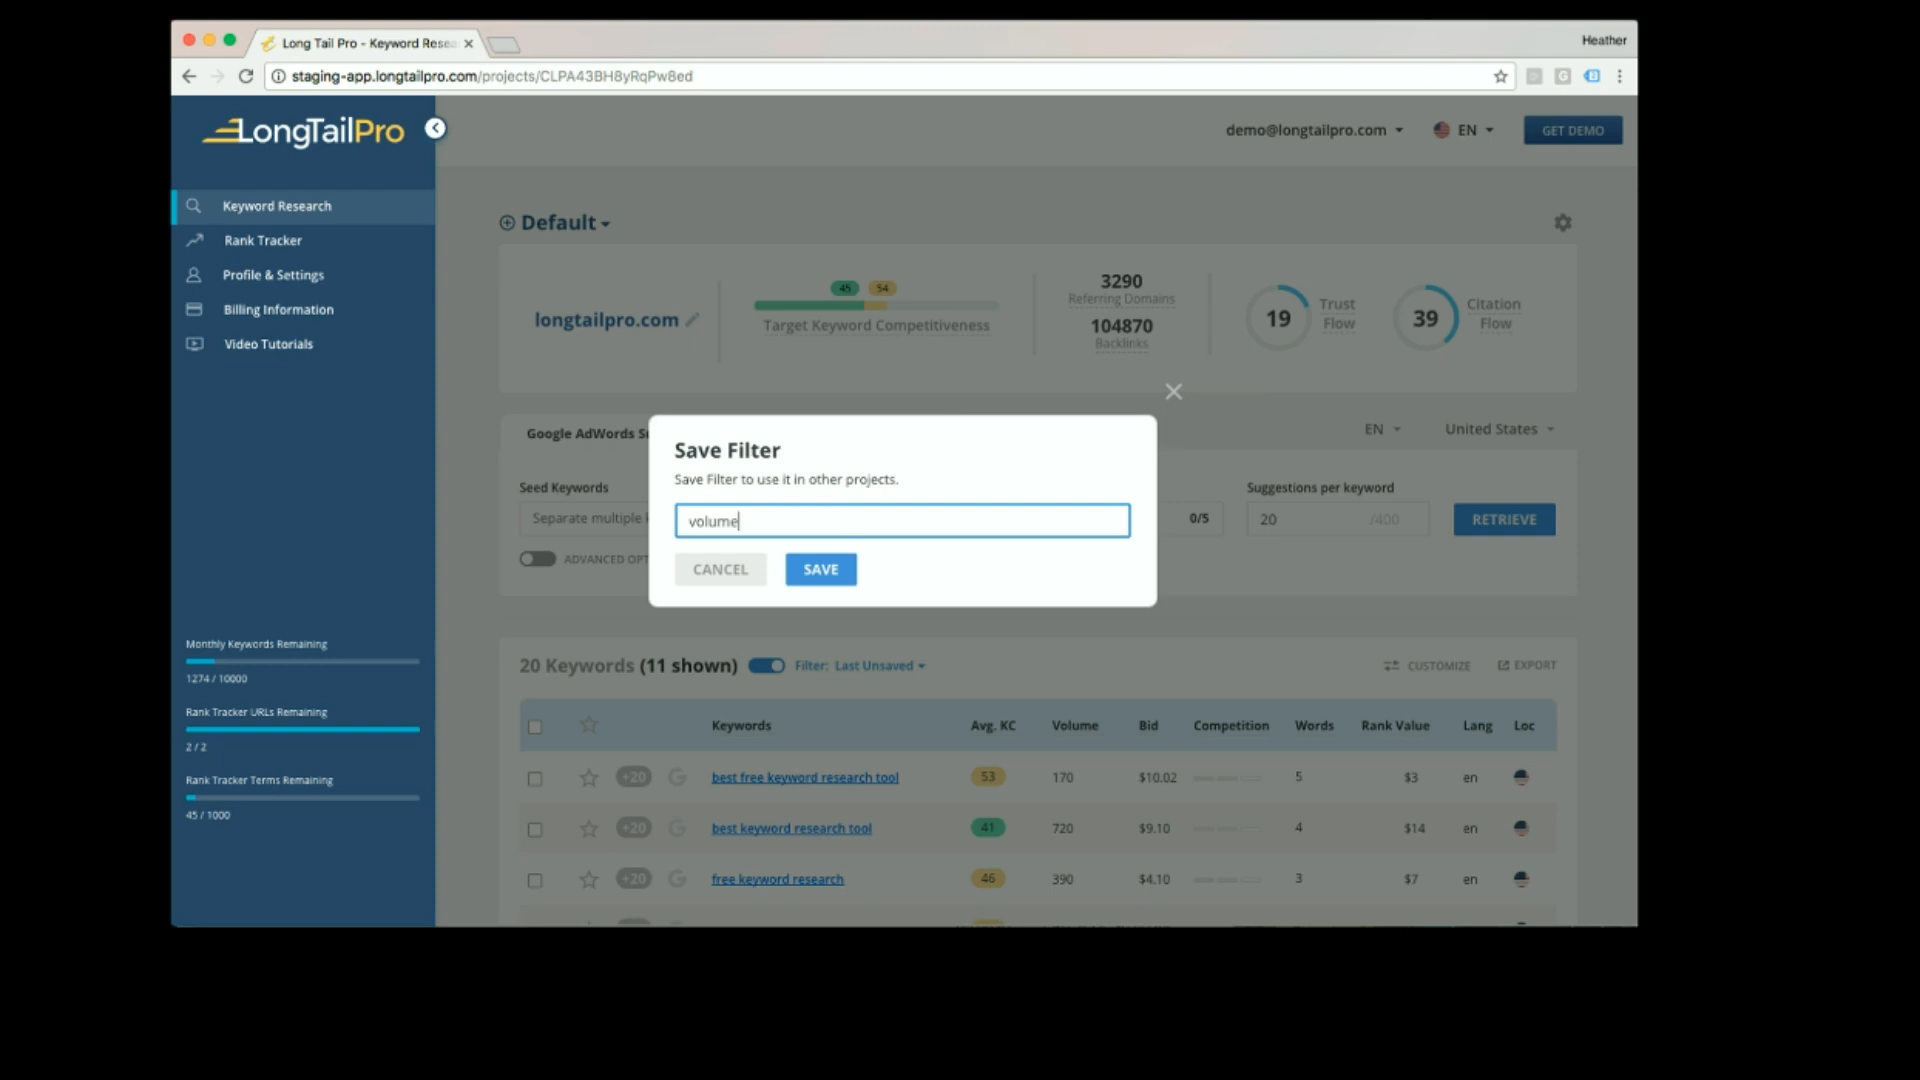 Long Tail Pro - Keyword Resea
Heather
staging-app.longtailpro.com/projects/CLPA43BH8yRqPw8ed
LongTailPro
demo@longtailpro.com
EN
GET DEMO
Keyword Research
Rank Tracker
Profile & Settings
Billing Information
Video Tutorials
Monthly Keywords Remaining
1274 / 10000
Rank Tracker URLs Remaining
2 / 2
Rank Tracker Terms Remaining
45 / 1000
Default
longtailpro.com
45 54
Target Keyword Competitiveness
3290
Referring Domains
104870
Backlinks
19 Trust Flow
39 Citation Flow
Google AdWords S
EN
United States
Save Filter
Save Filter to use it in other projects.
volume
CANCEL
SAVE
Seed Keywords
Separate multiple
0/5
Suggestions per keyword
20 /400
RETRIEVE
ADVANCED OPT
20 Keywords (11 shown) Filter: Last Unsaved
CUSTOMIZE
EXPORT
Keywords Avg. KC Volume Bid Competition Words Rank Value Lang Loc
+20 G best free keyword research tool 53 170 $10.02 5 $3 en
+20 G best keyword research tool 41 720 $9.10 4 $14 en
+20 G free keyword research 46 390 $4.10 3 $7 en